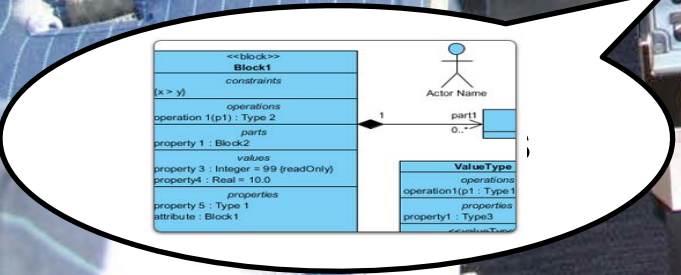 <<block>>
Block1
constraints
{x > y}
operations
operation 1(p1) : Type 2
parts
property 1 : Block2
values
property 3 : Integer = 99 {readOnly}
property4 : Real = 10.0
properties
property 5 : Type 1
attribute : Block1
Actor Name
1
part1
0..*
ValueType
operations
operation1(p1 : Type1
properties
property1 : Type3